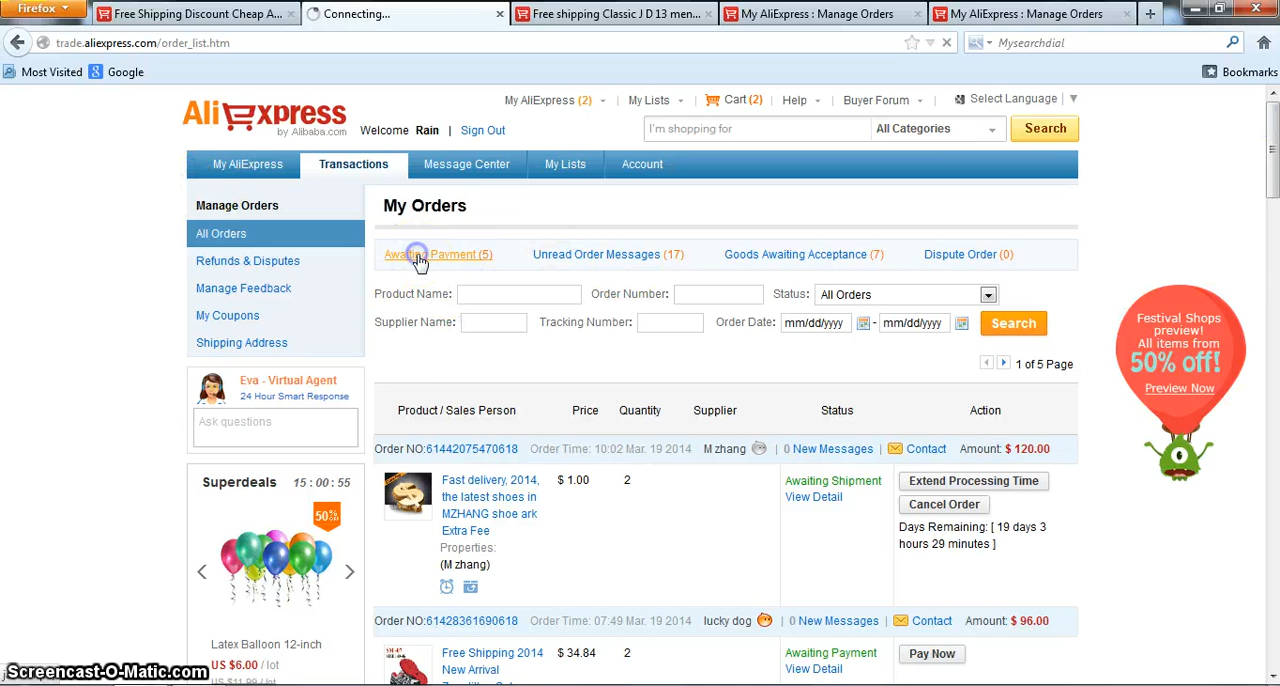 Firefox
Free Shipping Discount Cheap A...
Connecting...
Free shipping Classic J D 13 men...
My AliExpress : Manage Orders
My AliExpress : Manage Orders
trade.aliexpress.com/order_list.htm
Mysearchdial
Most Visited
Google
Bookmarks
AliExpress
by Alibaba.com
Welcome Rain | Sign Out
My AliExpress (2)
My Lists
Cart (2)
Help
Buyer Forum
Select Language
I'm shopping for
All Categories
Search
My AliExpress
Transactions
Message Center
My Lists
Account
Manage Orders
All Orders
Refunds & Disputes
Manage Feedback
My Coupons
Shipping Address
Eva - Virtual Agent
24 Hour Smart Response
Ask questions
Superdeals 15 : 00 : 55
50%
Latex Balloon 12-inch
US $6.00 / lot
US $11.99 / lot
My Orders
Awaiting Payment (5)
Unread Order Messages (17)
Goods Awaiting Acceptance (7)
Dispute Order (0)
Product Name:
Order Number:
Status: All Orders
Supplier Name:
Tracking Number:
Order Date: mm/dd/yyyy - mm/dd/yyyy
Search
1 of 5 Page
Product / Sales Person
Price
Quantity
Supplier
Status
Action
Order NO:61442075470618 Order Time: 10:02 Mar. 19 2014 M zhang | 0 New Messages | Contact Amount: $ 120.00
Fast delivery, 2014,
the latest shoes in
MZHANG shoe ark
Extra Fee
Properties:
(M zhang)
$ 1.00
2
Awaiting Shipment
View Detail
Extend Processing Time
Cancel Order
Days Remaining: [ 19 days 3
hours 29 minutes ]
Order NO:61428361690618 Order Time: 07:49 Mar. 19 2014 lucky dog | 0 New Messages | Contact Amount: $ 96.00
Free Shipping 2014
New Arrival
$ 34.84
2
Awaiting Payment
View Detail
Pay Now
Festival Shops
preview!
All items from
50% off!
Preview Now
Screencast-O-Matic.com